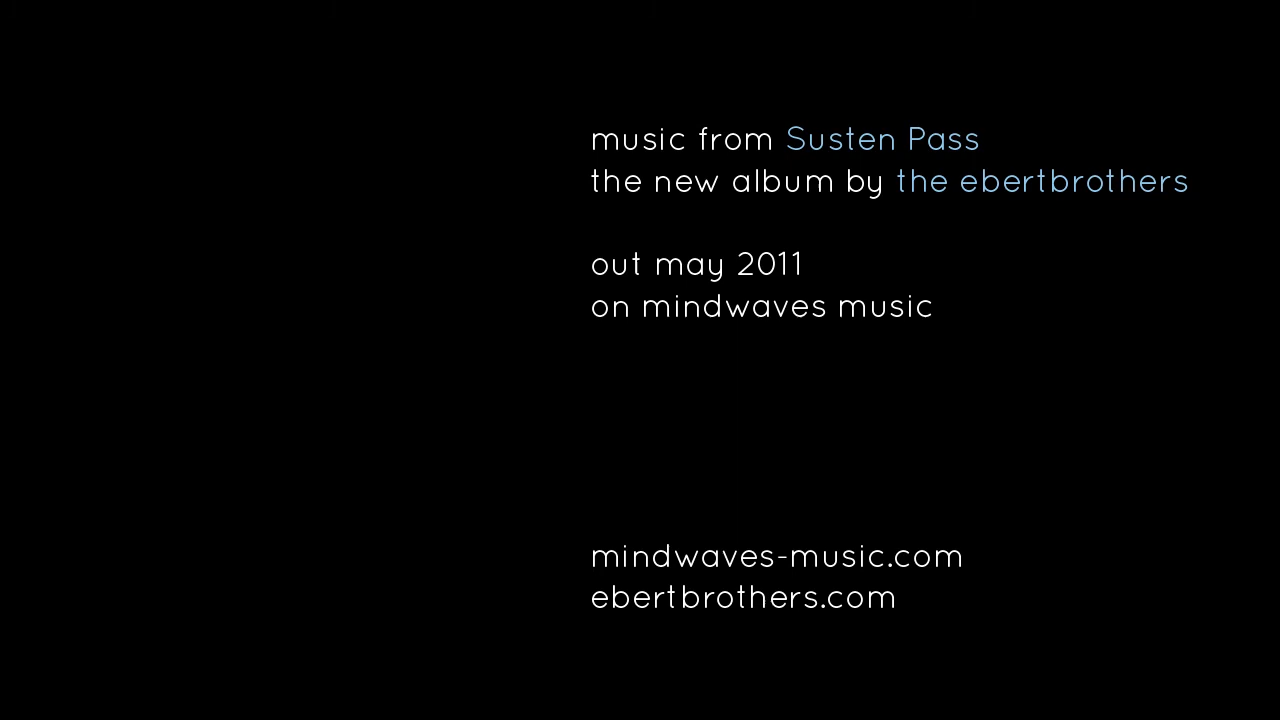 music from Susten Pass
the new album by the ebertbrothers
out may 2011
on mindwaves music
mindwaves-music.com
ebertbrothers.com